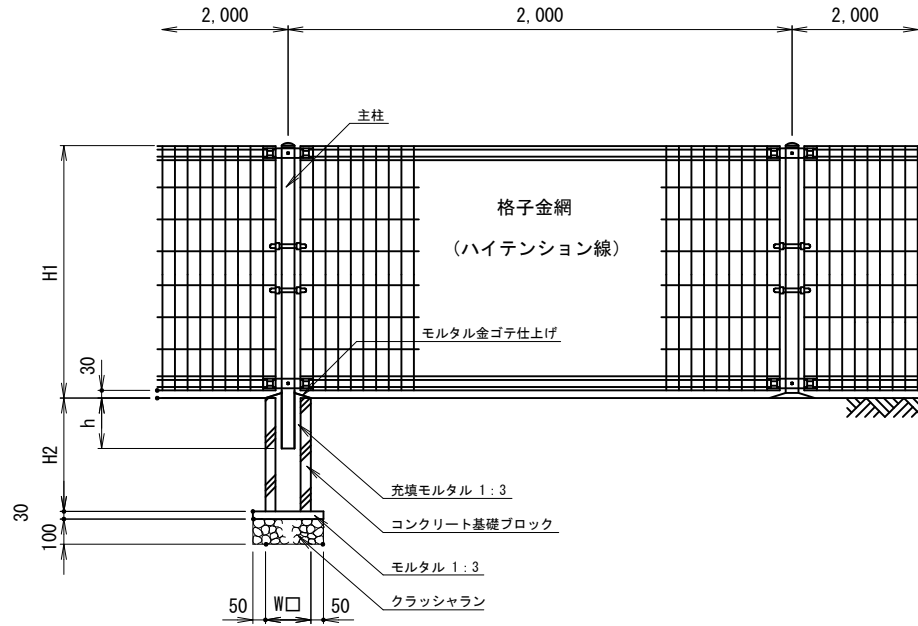 2,000
2,000
2,000
主柱
格子金網
(ハイテンション線)
H1
モルタル金ゴテ仕上げ
30
h
H2
充填モルタル 1:3
30
コンクリート基礎ブロック
100
モルタル 1:3
クラッシャラン
50
W□
50